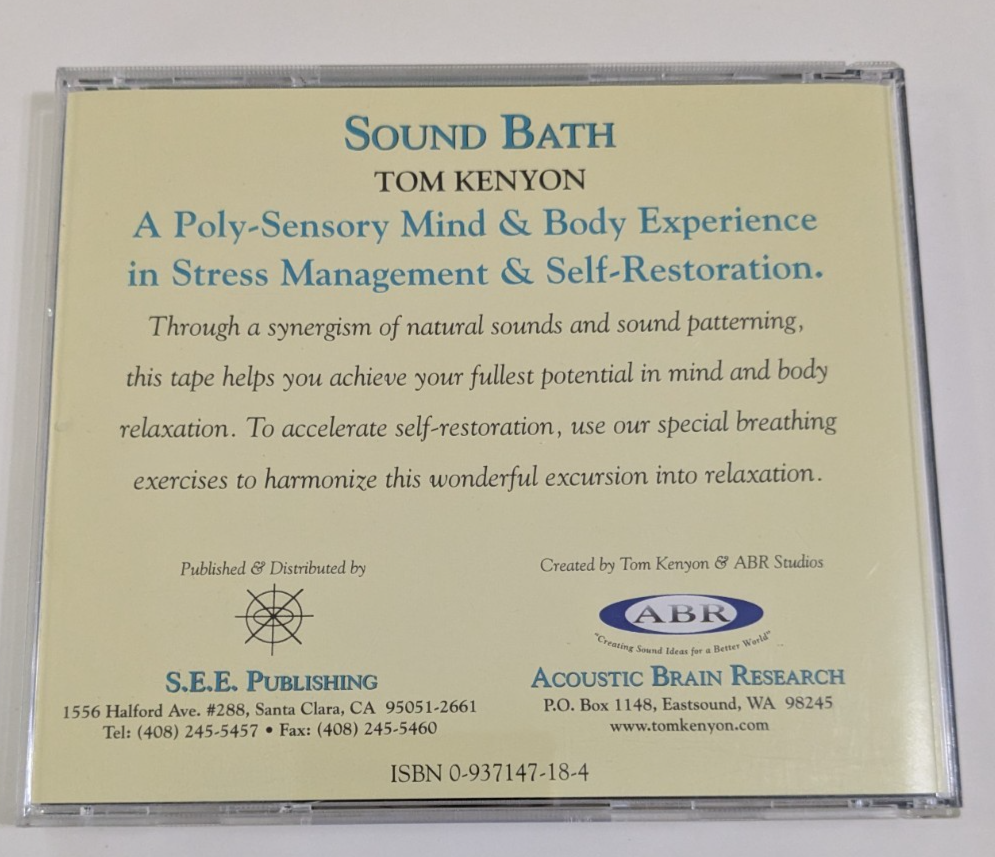 SOUND BATH
TOM KENYON
A Poly-Sensory Mind & Body Experience
in Stress Management & Self-Restoration.
Through a synergism of natural sounds and sound patterning,
this tape helps you achieve your fullest potential in mind and body
relaxation. To accelerate self-restoration, use our special breathing
exercises to harmonize this wonderful excursion into relaxation.
Published & Distributed by
S.E.E. PUBLISHING
1556 Halford Ave. #288, Santa Clara, CA 95051-2661
Tel: (408) 245-5457 • Fax: (408) 245-5460
Created by Tom Kenyon & ABR Studios
ABR
"Creating Sound Ideas for a Better World"
ACOUSTIC BRAIN RESEARCH
P.O. Box 1148, Eastsound, WA 98245
www.tomkenyon.com
ISBN 0-937147-18-4